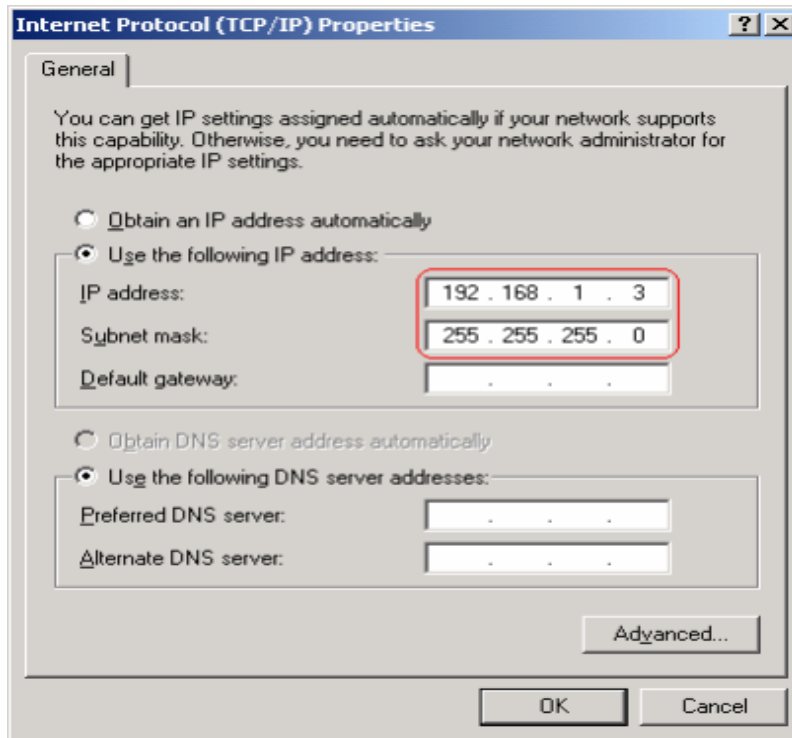 Internet Protocol (TCP/IP) Properties
General
You can get IP settings assigned automatically if your network supports
this capability. Otherwise, you need to ask your network administrator for
the appropriate IP settings.
Obtain an IP address automatically
Use the following IP address:
IP address: 192 . 168 . 1 . 3
Subnet mask: 255 . 255 . 255 . 0
Default gateway: . . .
Obtain DNS server address automatically
Use the following DNS server addresses:
Preferred DNS server: . . .
Alternate DNS server: . . .
Advanced...
OK Cancel